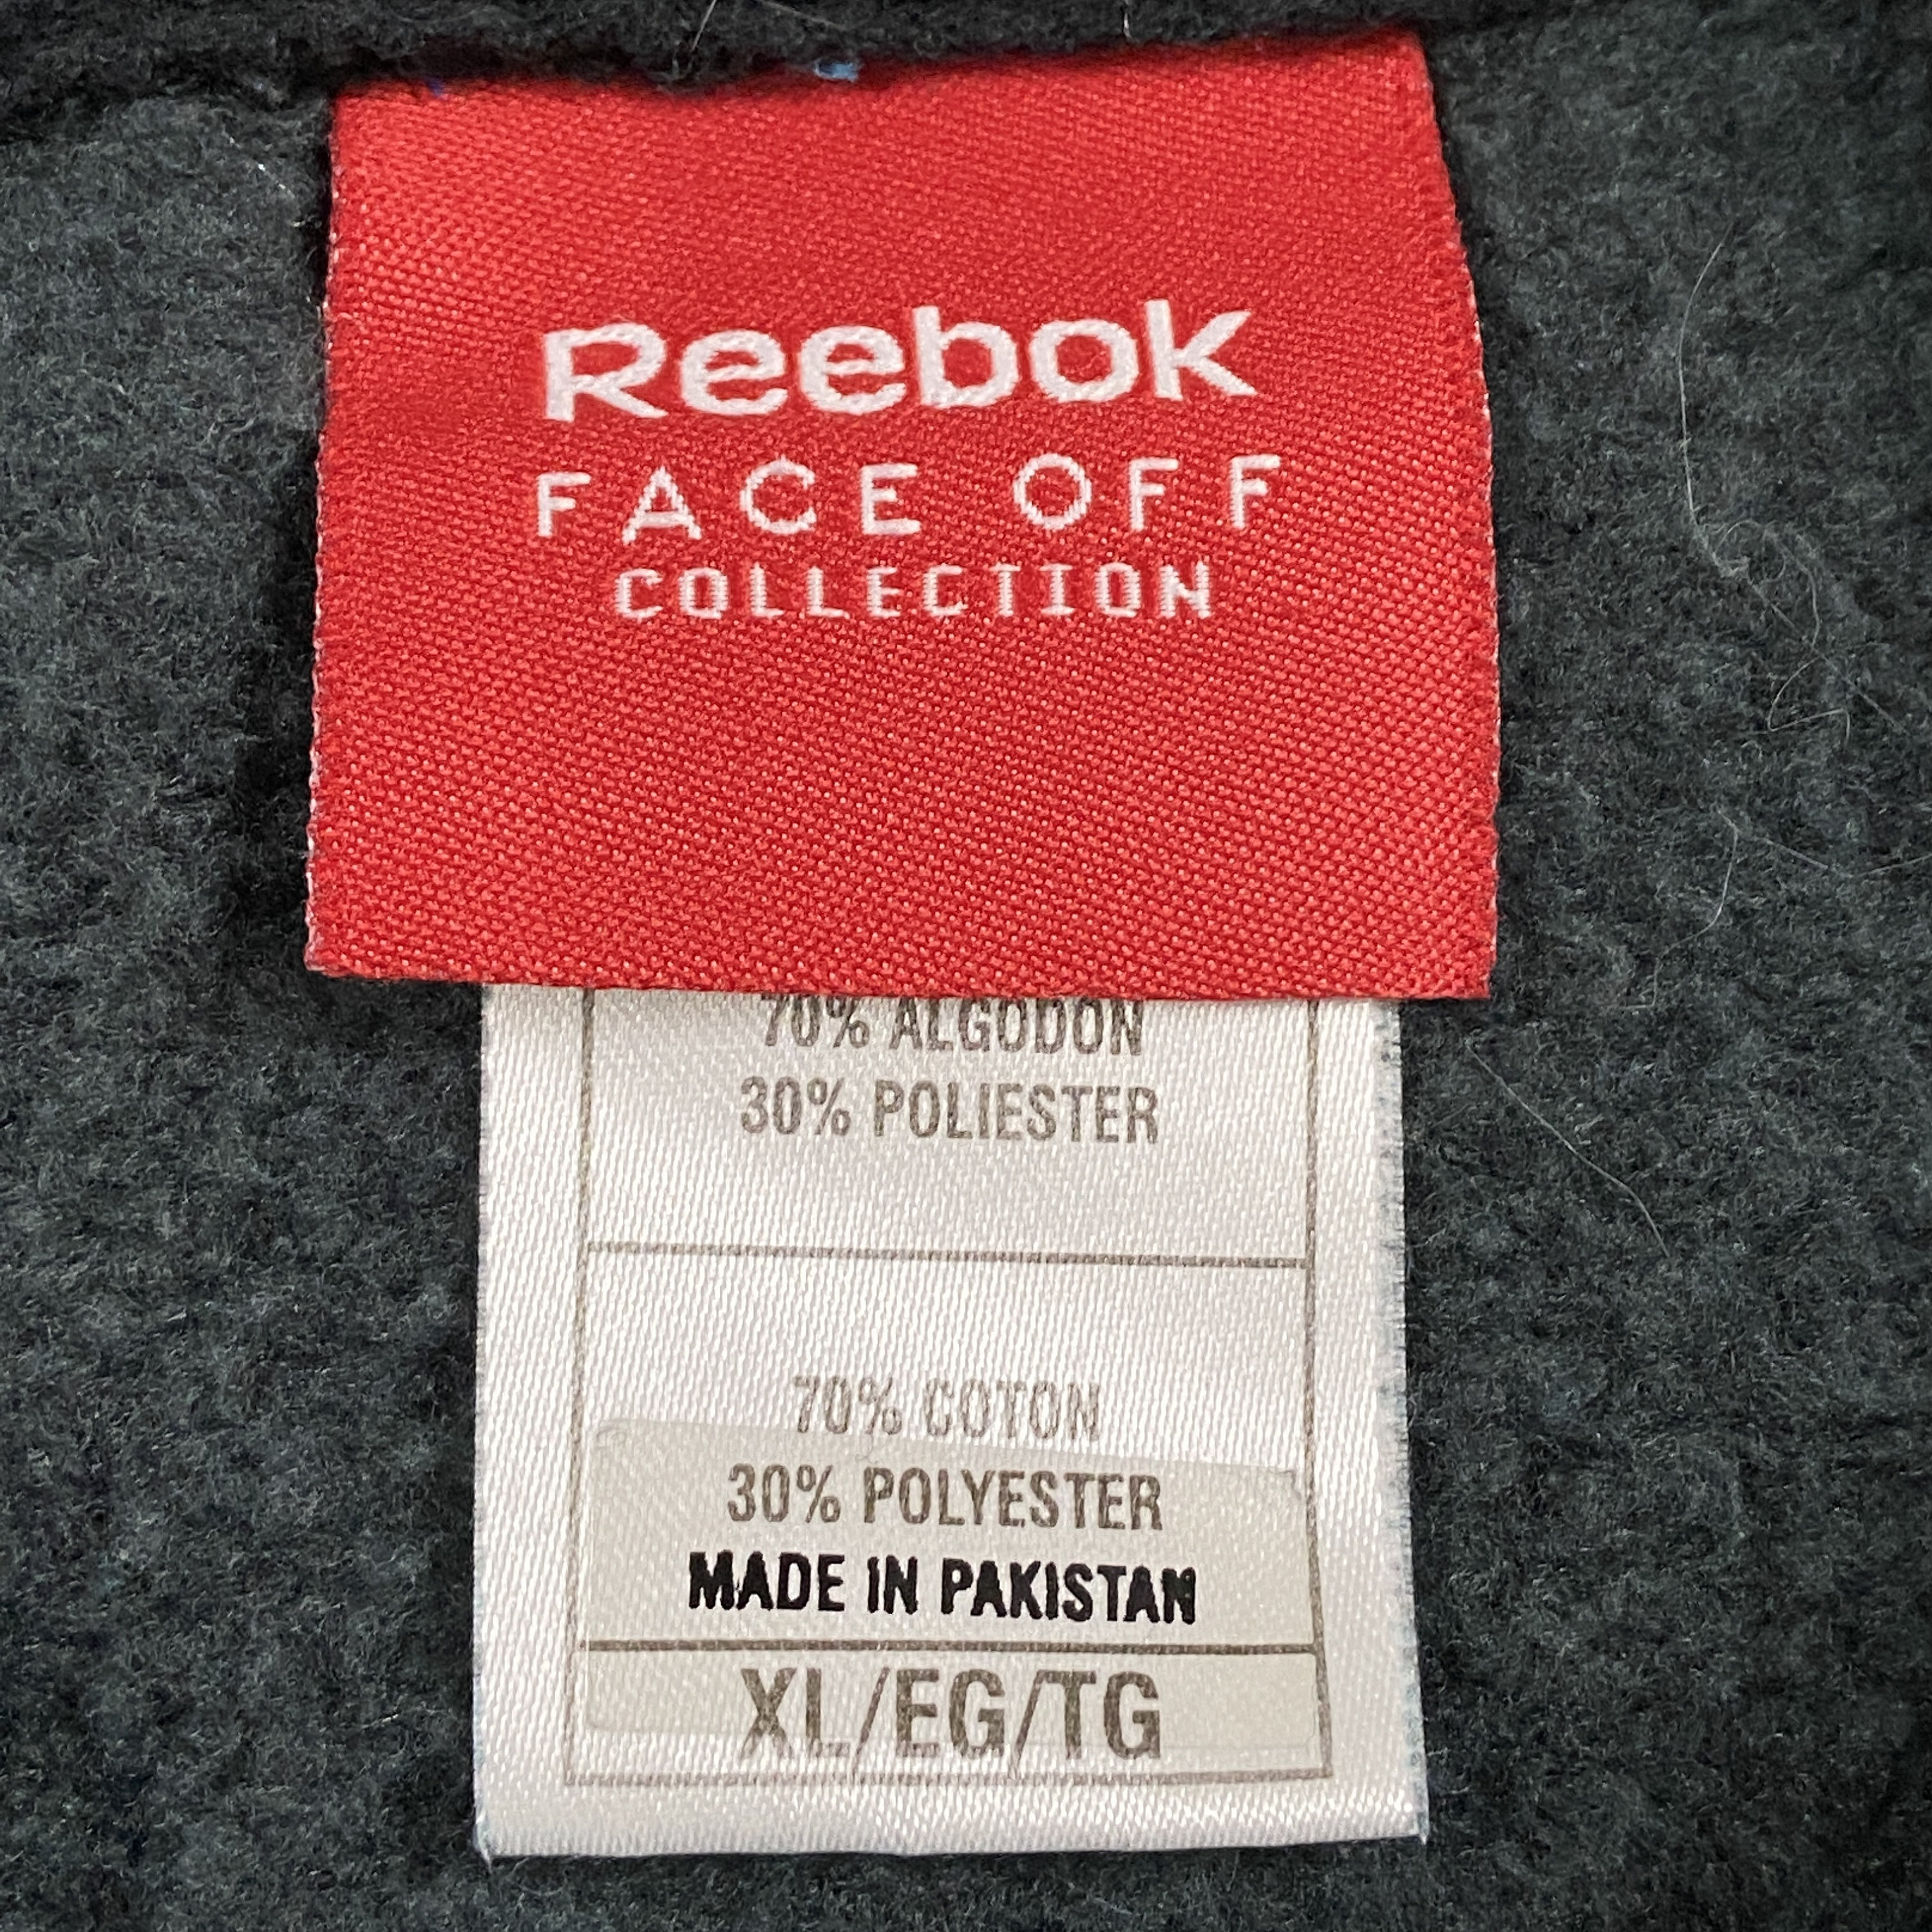 Reebok
FACE OFF
COLLECTION
70% ALGODON
30% POLIESTER
70% COTON
30% POLYESTER
MADE IN PAKISTAN
XL/EG/TG